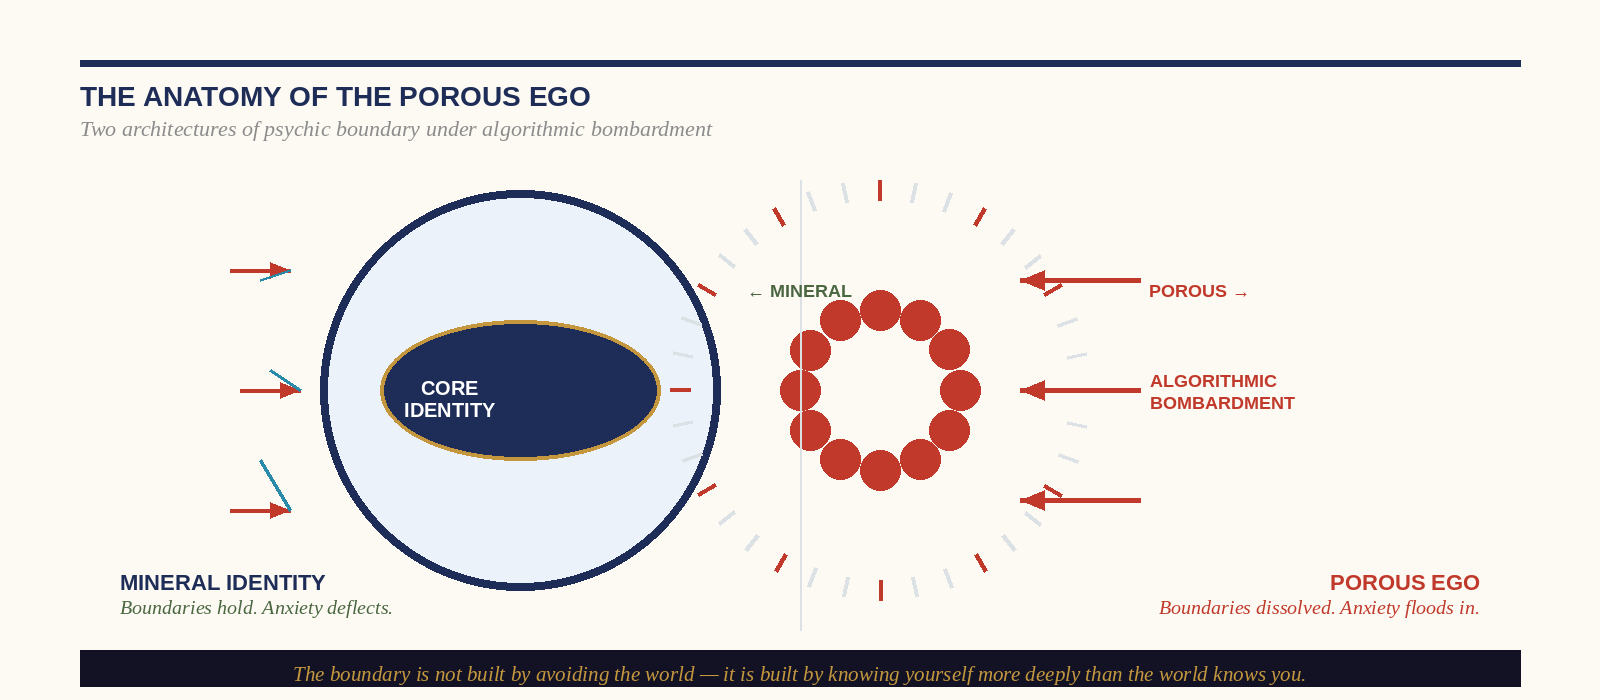 THE ANATOMY OF THE POROUS EGO
Two architectures of psychic boundary under algorithmic bombardment
← MINERAL
POROUS →
CORE
IDENTITY
ALGORITHMIC
BOMBARDMENT
MINERAL IDENTITY
Boundaries hold. Anxiety deflects.
POROUS EGO
Boundaries dissolved. Anxiety floods in.
The boundary is not built by avoiding the world — it is built by knowing yourself more deeply than the world knows you.